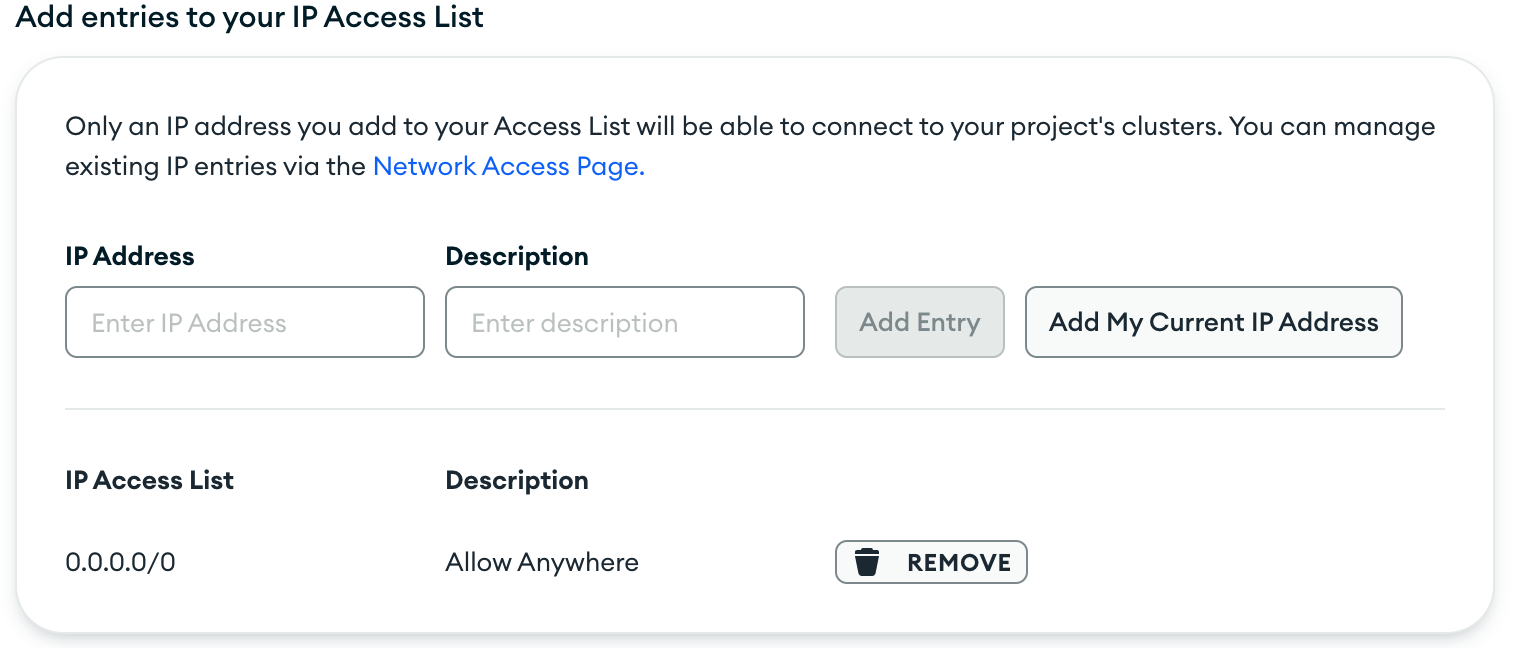 Add entries to your IP Access List
Only an IP address you add to your Access List will be able to connect to your project's clusters. You can manage
existing IP entries via the Network Access Page.
IP Address Description
Enter IP Address Enter description Add Entry Add My Current IP Address
IP Access List Description
0.0.0.0/0 Allow Anywhere REMOVE